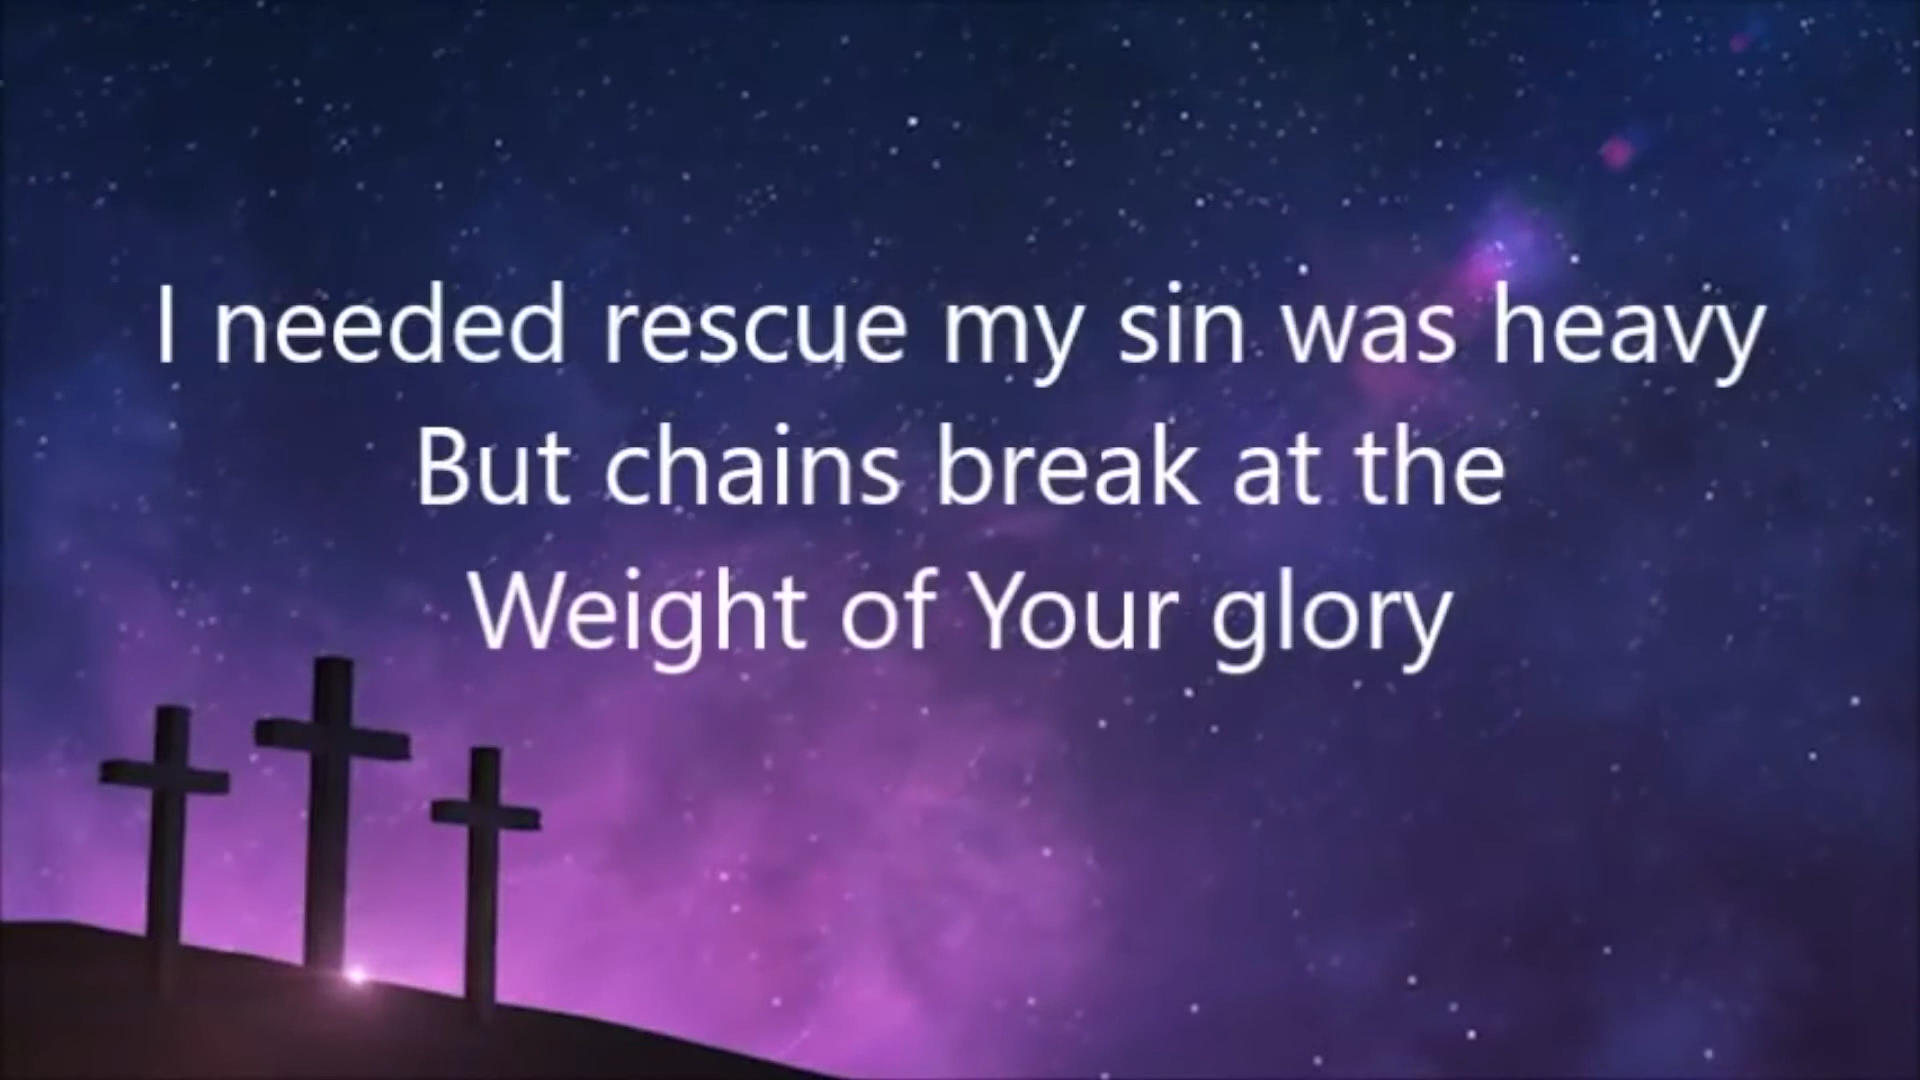 I needed rescue my sin was heavy
But chains break at the
Weight of Your glory